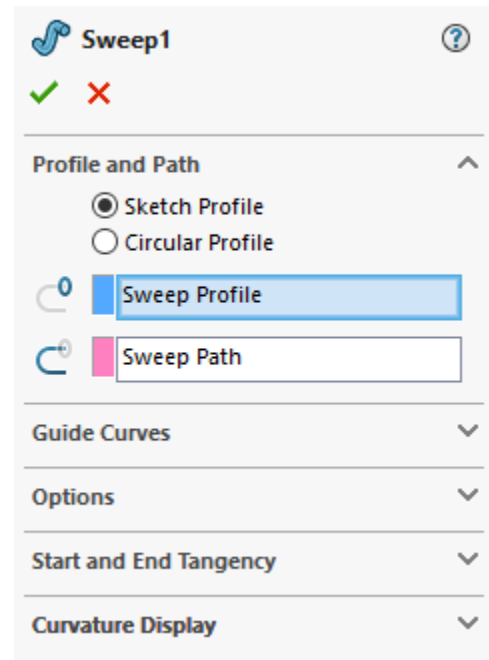 Sweep1
Profile and Path
Sketch Profile
Circular Profile
Sweep Profile
Sweep Path
Guide Curves
Options
Start and End Tangency
Curvature Display